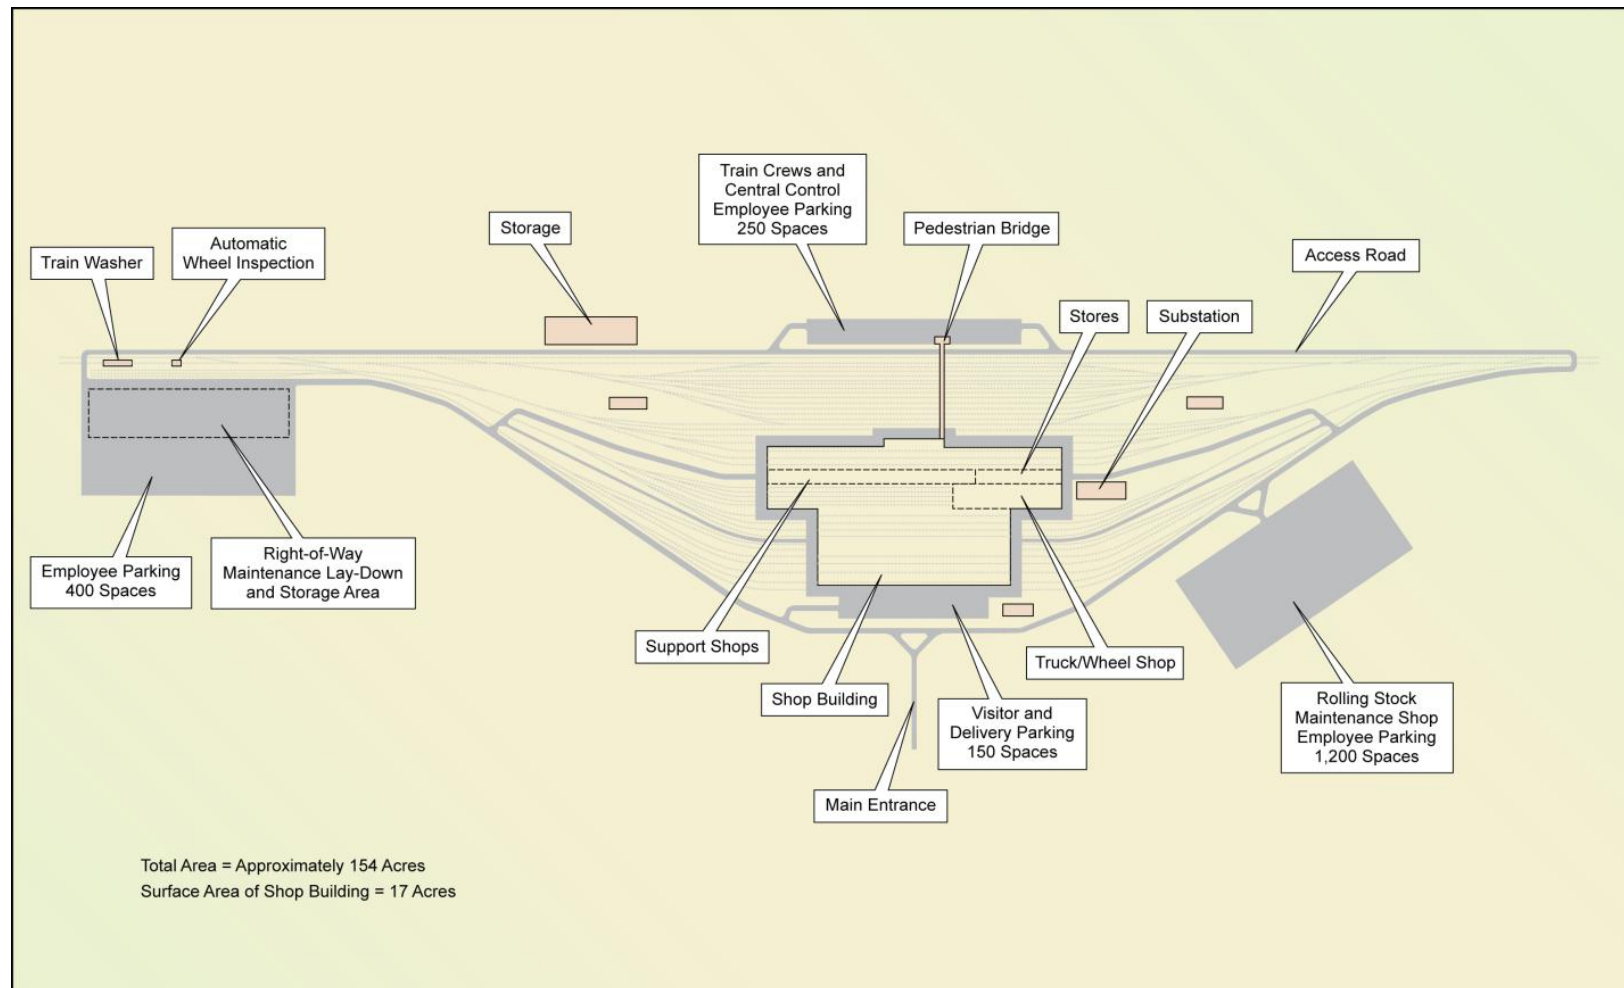 Train Crews and
Central Control
Employee Parking
250 Spaces
Storage
Pedestrian Bridge
Automatic
Wheel Inspection
Train Washer
Access Road
Stores
Substation
Employee Parking
400 Spaces
Right-of-Way
Maintenance Lay-Down
and Storage Area
Support Shops
Truck/Wheel Shop
Shop Building
Visitor and
Delivery Parking
150 Spaces
Rolling Stock
Maintenance Shop
Employee Parking
1,200 Spaces
Main Entrance
Total Area = Approximately 154 Acres
Surface Area of Shop Building = 17 Acres